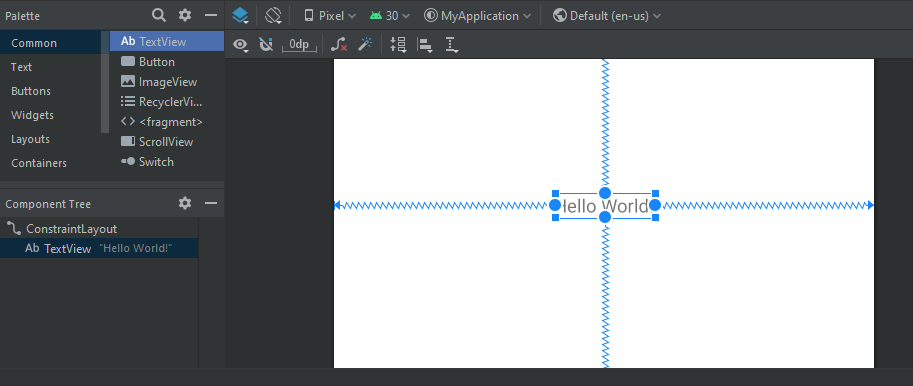 Palette
Pixel
30
MyApplication
Default (en-us)
Common
Text
Buttons
Widgets
Layouts
Containers
Ab TextView
Button
ImageView
RecyclerVi...
<fragment>
ScrollView
Switch
0dp
Component Tree
ConstraintLayout
Ab TextView "Hello World!"
Hello World